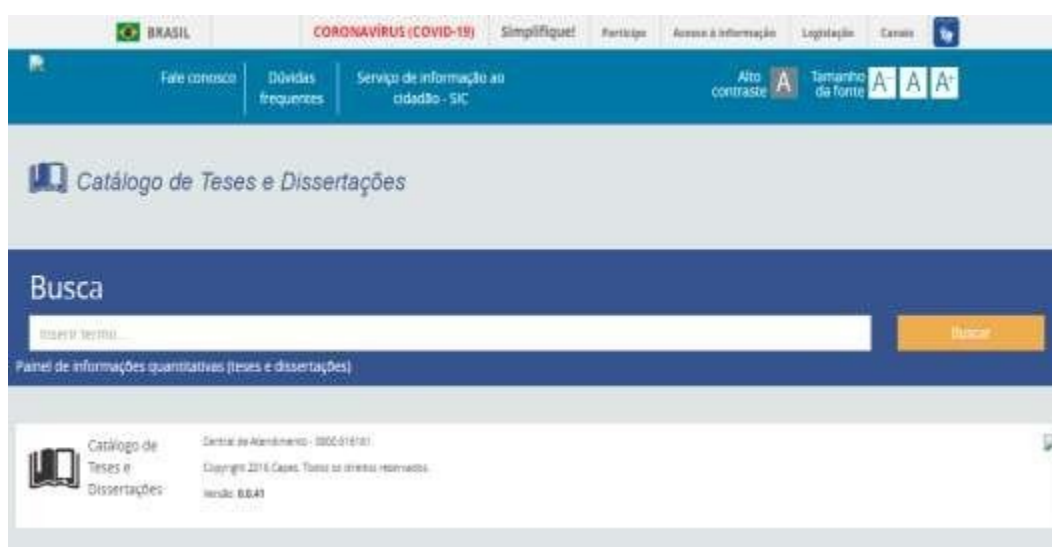 BRASIL
CORONAVÍRUS (COVID-19)
Simplifique!
Participe
Acesso à informação
Legislação
Canais
Fale conosco
Dúvidas
frequentes
Serviço de informação ao
cidadão - SIC
Alto
contraste
A
Tamanho
da fonte
A-
A
A+
Catálogo de Teses e Dissertações
Busca
Inserir termo...
Buscar
Painel de informações quantitativas (teses e dissertações)
Catálogo de
Teses e
Dissertações
Central de Atendimento - 0800 616161
Copyright 2016 Capes. Todos os direitos reservados.
Versão: 0.0.41